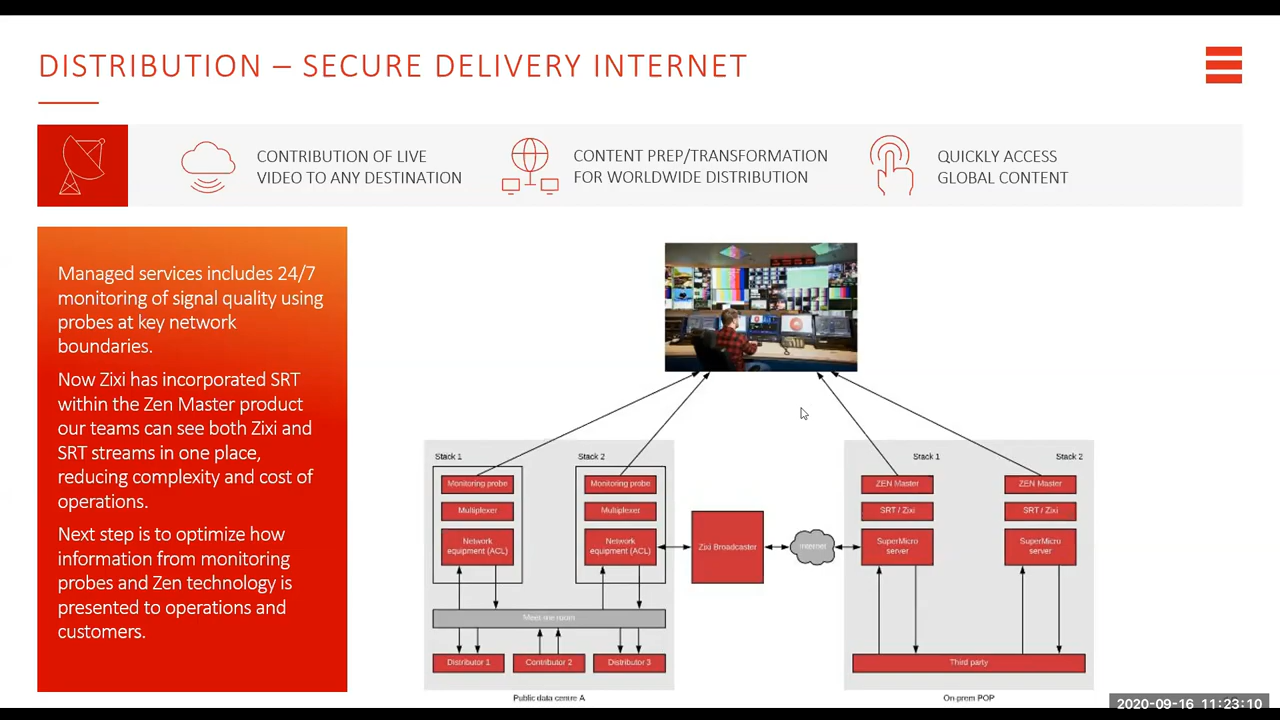 DISTRIBUTION – SECURE DELIVERY INTERNET
CONTRIBUTION OF LIVE
VIDEO TO ANY DESTINATION
CONTENT PREP/TRANSFORMATION
FOR WORLDWIDE DISTRIBUTION
QUICKLY ACCESS
GLOBAL CONTENT
Managed services includes 24/7
monitoring of signal quality using
probes at key network
boundaries.
Now Zixi has incorporated SRT
within the Zen Master product
our teams can see both Zixi and
SRT streams in one place,
reducing complexity and cost of
operations.
Next step is to optimize how
information from monitoring
probes and Zen technology is
presented to operations and
customers.
Stack 1
Monitoring probe
Multiplexer
Network
equipment (ACL)
Stack 2
Monitoring probe
Multiplexer
Network
equipment (ACL)
Meet me room
Distributor 1
Contributor 2
Distributor 3
Public data centre A
Zixi Broadcaster
Internet
Stack 1
ZEN Master
SRT / Zixi
SuperMicro
server
Stack 2
ZEN Master
SRT / Zixi
SuperMicro
server
Third party
On prem POP
2020-09-16 11:23:10